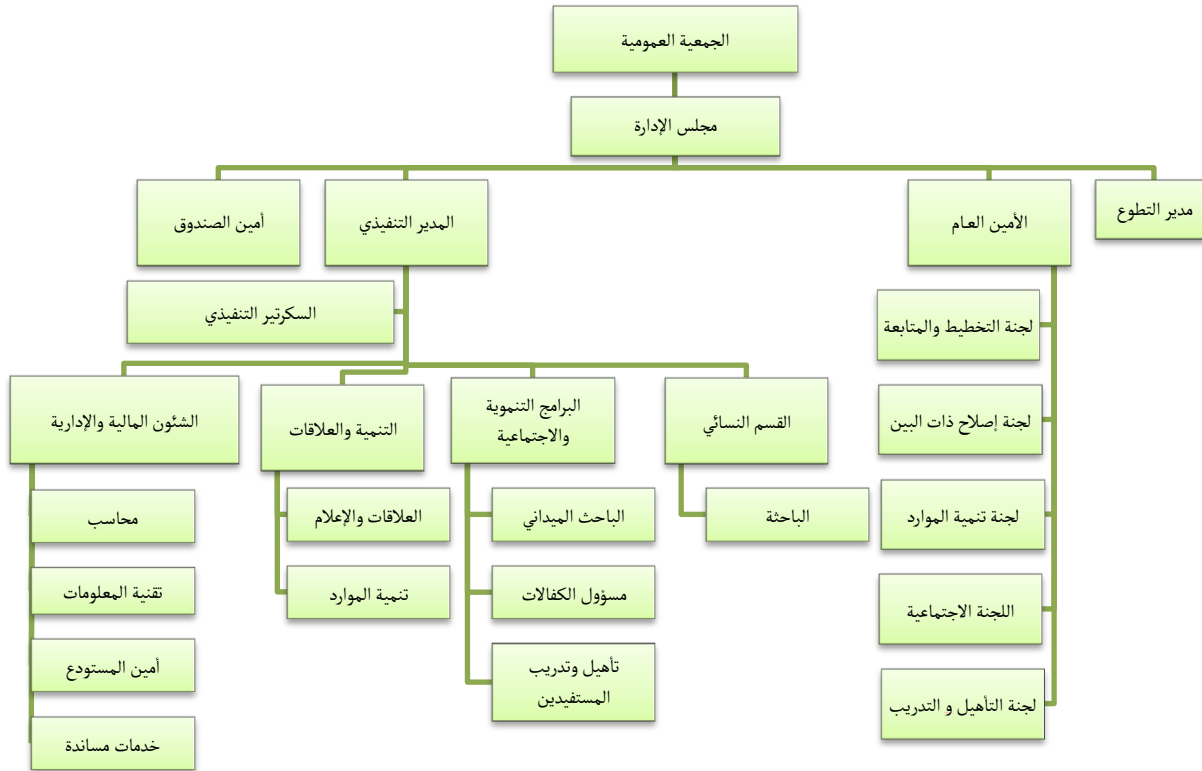 الجمعية العمومية
مجلس الإدارة
مدير التطوع
الأمين العـام
المدير التنفيذي
أمين الصندوق
السكرتير التنفيذي
لجنة التخطيط والمتابعة
لجنة إصلاح ذات البين
لجنة تنمية الموارد
اللجنة الاجتماعية
لجنة التأهيل و التدريب
القسم النسائي
الباحثة
البرامج التنموية
والاجتماعية
الباحث الميداني
مسؤول الكفالات
تأهيل وتدريب
المستفيدين
التنمية والعلاقات
العلاقات والإعلام
تنمية الموارد
الشئون المالية والإدارية
محاسب
تقنية المعلومات
أمين المستودع
خدمات مساندة